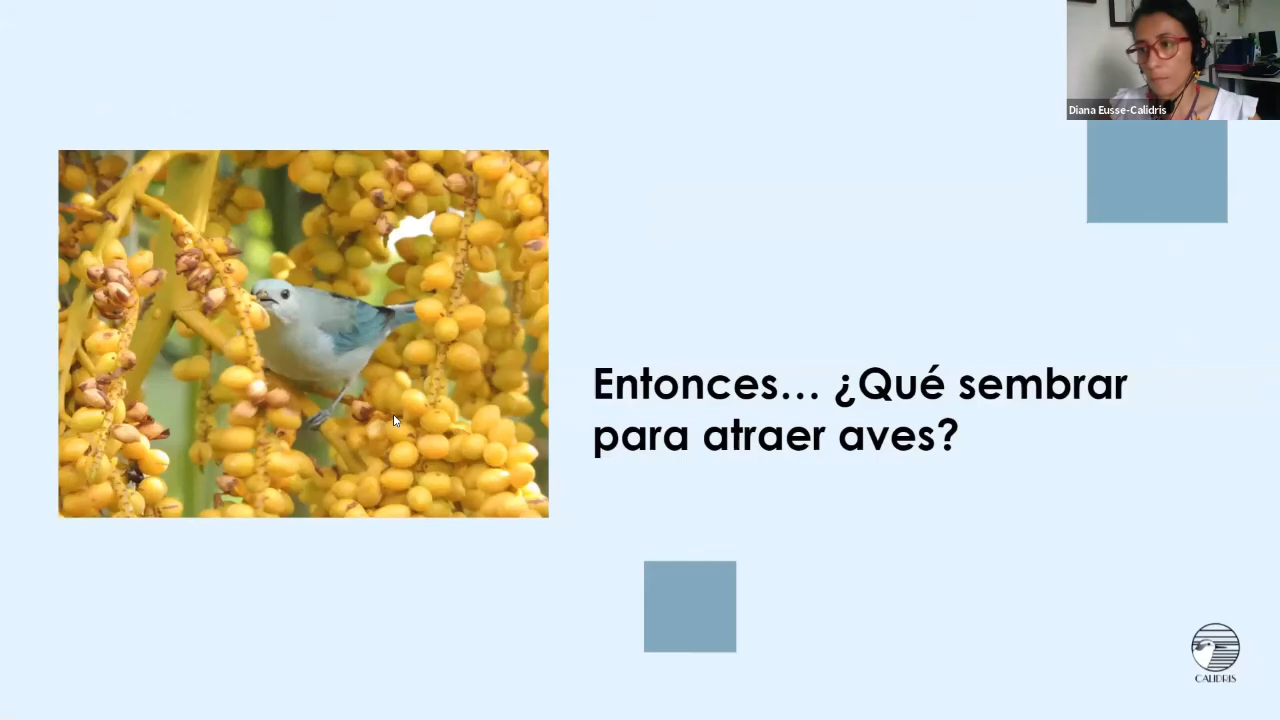 Diana Eusse-Calidris
Entonces... ¿Qué sembrar
para atraer aves?
CALIDRIS